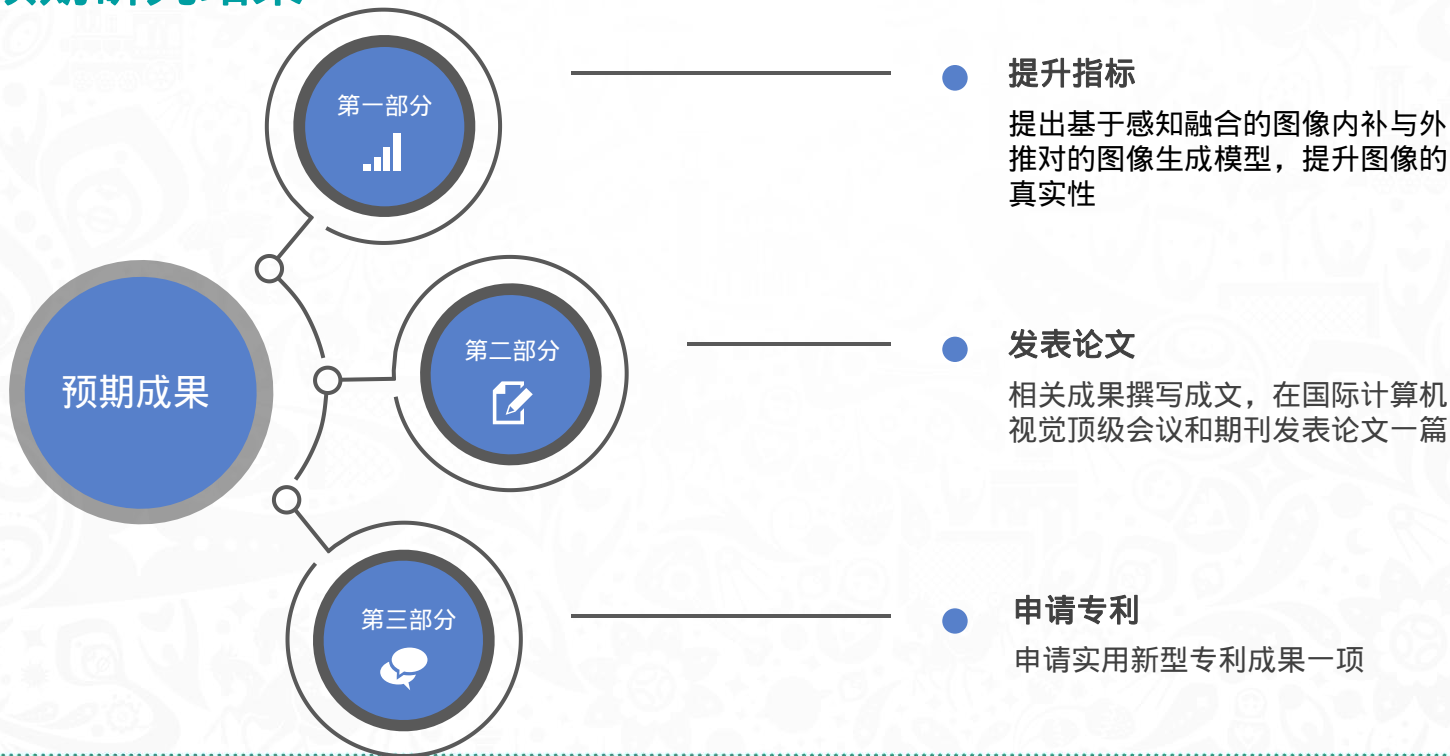 第一部分
提升指标
提出基于感知融合的图像内补与外
推对的图像生成模型，提升图像的
真实性
预期成果
第二部分
发表论文
相关成果撰写成文，在国际计算机
视觉顶级会议和期刊发表论文一篇
第三部分
申请专利
申请实用新型专利成果一项